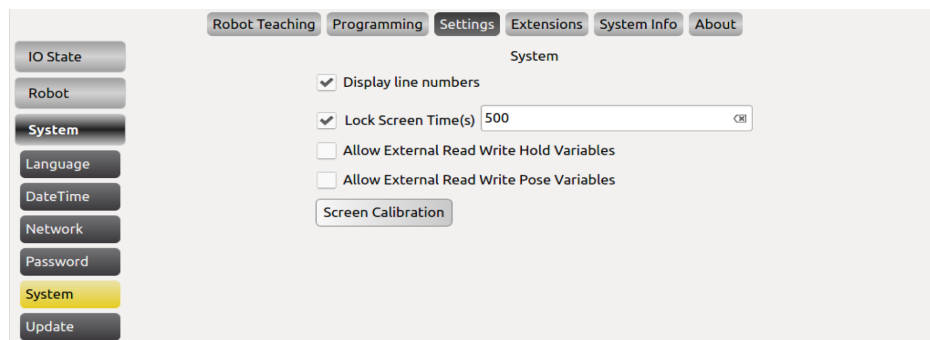 Robot Teaching Programming Settings Extensions System Info About
IO State
Robot
System
Language
DateTime
Network
Password
System
Update
System
Display line numbers
Lock Screen Time(s) 500
Allow External Read Write Hold Variables
Allow External Read Write Pose Variables
Screen Calibration